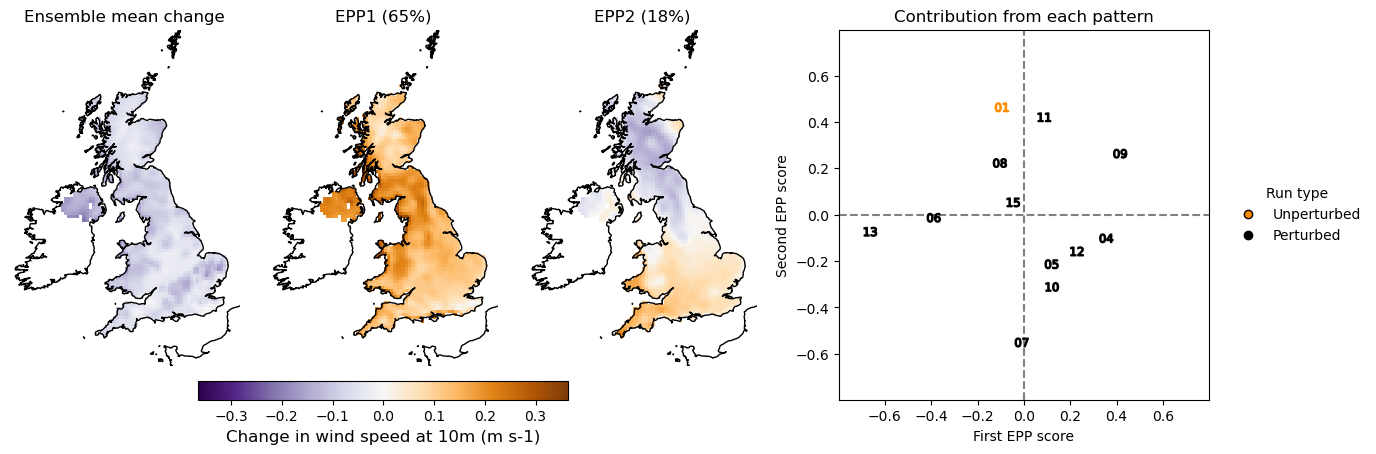 Ensemble mean change
EPP1 (65%)
EPP2 (18%)
Contribution from each pattern
−0.3 −0.2 −0.1 0.0 0.1 0.2 0.3
Change in wind speed at 10m (m s-1)
Second EPP score
0.6
0.4
0.2
0.0
−0.2
−0.4
−0.6
01
11
09
08
15
06
13
04
12
05
10
07
−0.6 −0.4 −0.2 0.0 0.2 0.4 0.6
First EPP score
Run type
Unperturbed
Perturbed